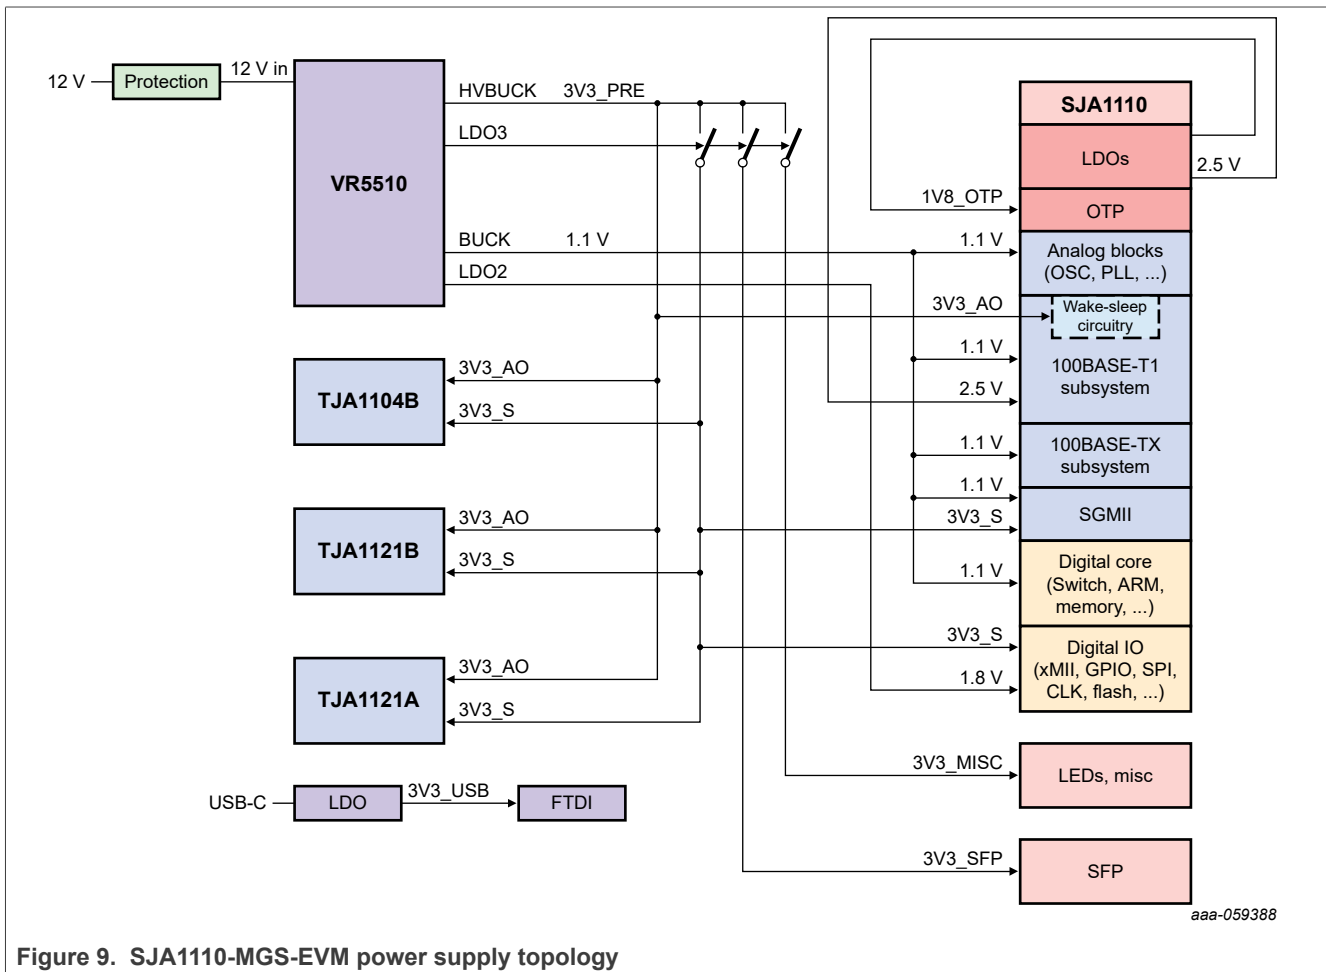 12 V
Protection
12 V in
VR5510
HVBUCK 3V3_PRE
LDO3
BUCK 1.1 V
LDO2
TJA1104B
3V3_AO
3V3_S
TJA1121B
3V3_AO
3V3_S
TJA1121A
3V3_AO
3V3_S
USB-C
LDO
3V3_USB
FTDI
SJA1110
LDOs
2.5 V
1V8_OTP
OTP
1.1 V
Analog blocks
(OSC, PLL, ...)
3V3_AO
Wake-sleep
circuitry
1.1 V
100BASE-T1
subsystem
2.5 V
1.1 V
100BASE-TX
subsystem
1.1 V
SGMII
3V3_S
1.1 V
Digital core
(Switch, ARM,
memory, ...)
3V3_S
Digital IO
(xMII, GPIO, SPI,
CLK, flash, ...)
1.8 V
3V3_MISC
LEDs, misc
3V3_SFP
SFP
aaa-059388
Figure 9. SJA1110-MGS-EVM power supply topology